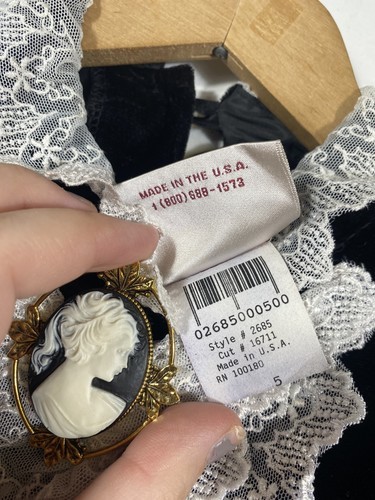 MADE IN THE U.S.A.
1(800)688-1573
02685000500
Style # 2685
Cut # 16711
Made in U.S.A.
RN 100180
5